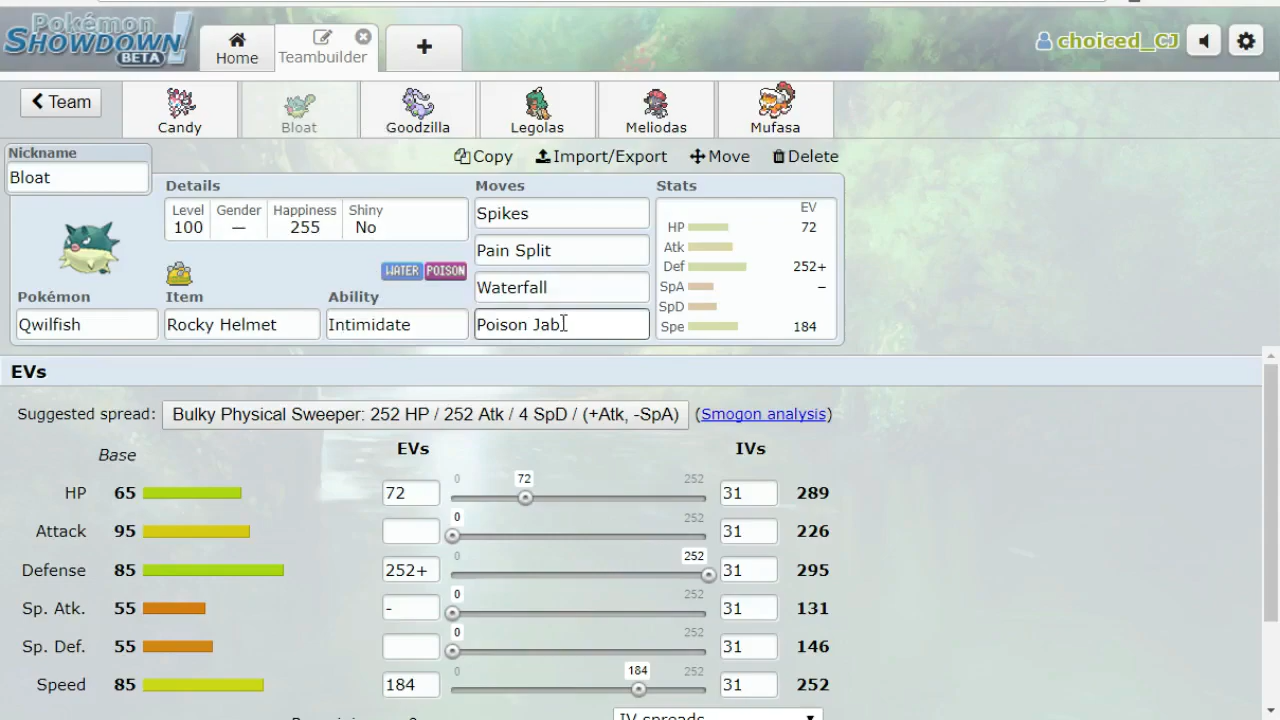 Pokémon
SHOWDOWN!
BETA
Home
Teambuilder
+
choiced_CJ
Team
Candy
Bloat
Goodzilla
Legolas
Meliodas
Mufasa
Copy
Import/Export
Move
Delete
Nickname
Bloat
Details
Level
100
Gender
—
Happiness
255
Shiny
No
WATER POISON
Pokémon
Qwilfish
Item
Rocky Helmet
Ability
Intimidate
Moves
Spikes
Pain Split
Waterfall
Poison Jab
Stats
EV
HP 72
Atk
Def 252+
SpA –
SpD
Spe 184
EVs
Suggested spread: Bulky Physical Sweeper: 252 HP / 252 Atk / 4 SpD / (+Atk, -SpA) (Smogon analysis)
Base EVs IVs
HP 65 72 0 72 252 31 289
Attack 95 0 252 31 226
Defense 85 252+ 0 252 31 295
Sp. Atk. 55 - 0 252 31 131
Sp. Def. 55 0 252 31 146
Speed 85 184 0 184 252 31 252
IV spreads